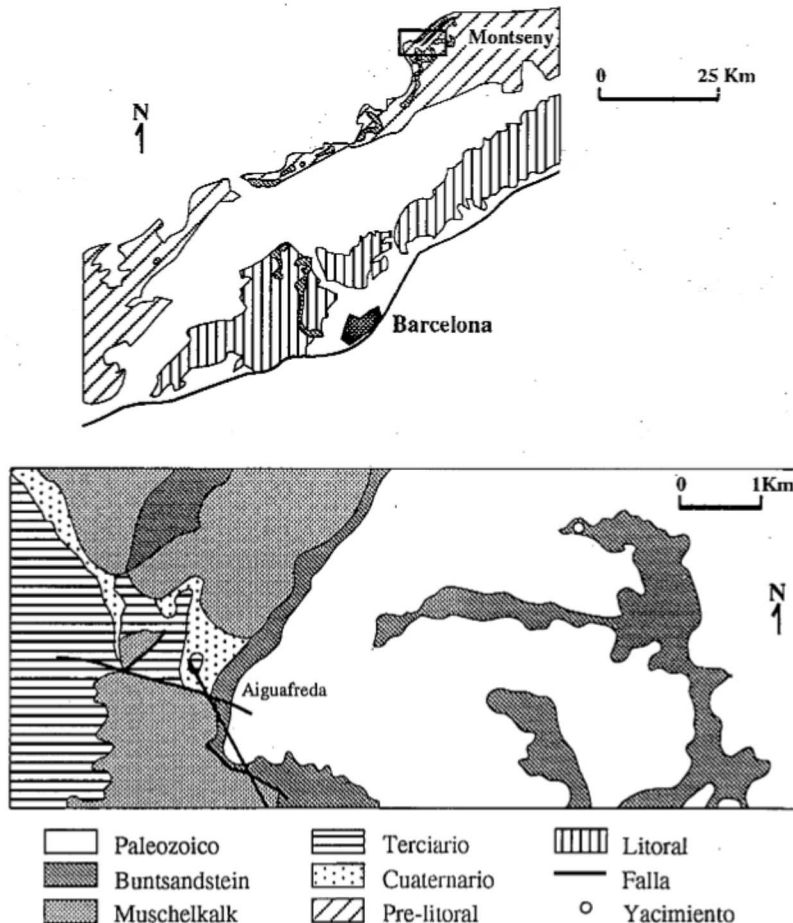 Montseny
0 25 Km
N
Barcelona
0 1Km
N
Aiguafreda
Paleozoico Terciario Litoral
Buntsandstein Cuaternario Falla
Muschelkalk Pre-litoral Yacimiento